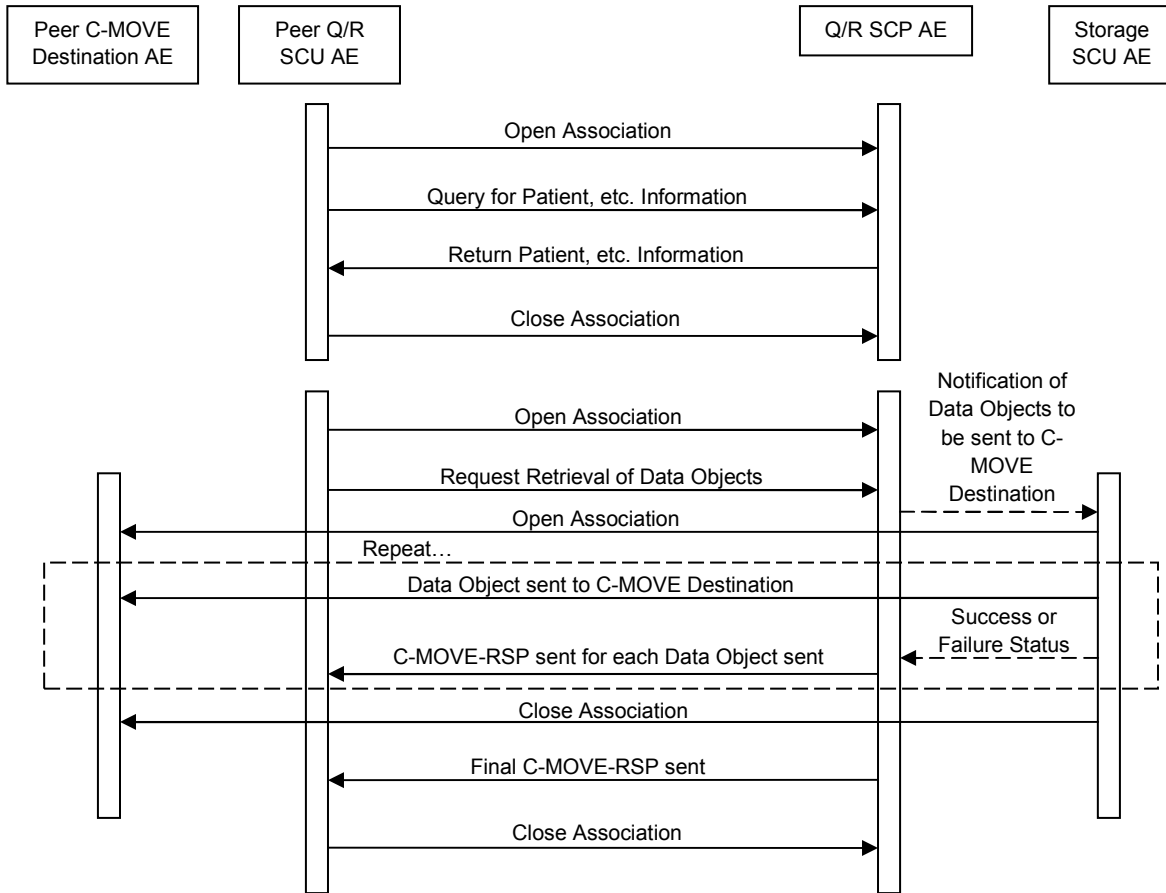 Peer C-MOVE
Destination AE
Peer Q/R
SCU AE
Q/R SCP AE
Storage
SCU AE
Open Association
Query for Patient, etc. Information
Return Patient, etc. Information
Close Association
Notification of
Data Objects to
be sent to C-
MOVE
Destination
Open Association
Request Retrieval of Data Objects
Open Association
Repeat…
Data Object sent to C-MOVE Destination
Success or
Failure Status
C-MOVE-RSP sent for each Data Object sent
Close Association
Final C-MOVE-RSP sent
Close Association